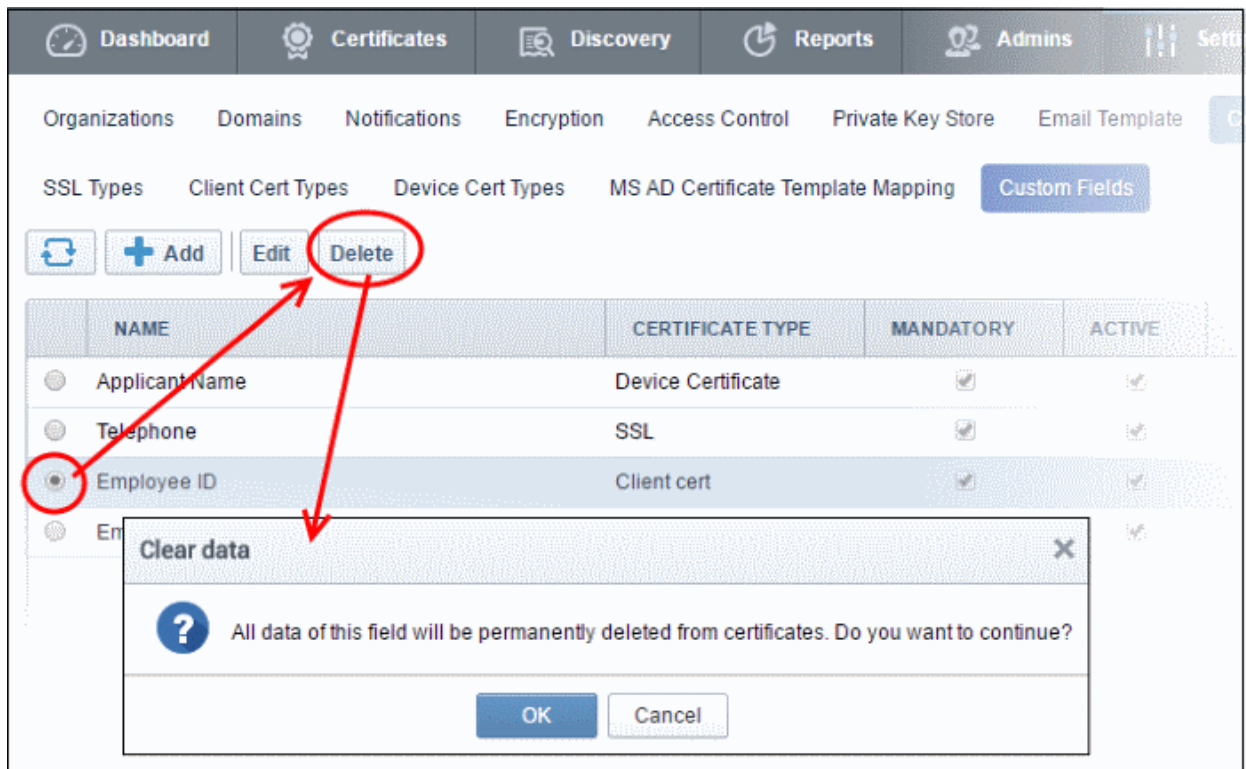 Dashboard Certificates Discovery Reports Admins
Organizations Domains Notifications Encryption Access Control Private Key Store Email Template
SSL Types Client Cert Types Device Cert Types MS AD Certificate Template Mapping Custom Fields
Add Edit Delete
NAME CERTIFICATE TYPE MANDATORY ACTIVE
Applicant Name Device Certificate
Telephone SSL
Employee ID Client cert
Clear data
All data of this field will be permanently deleted from certificates. Do you want to continue?
OK Cancel